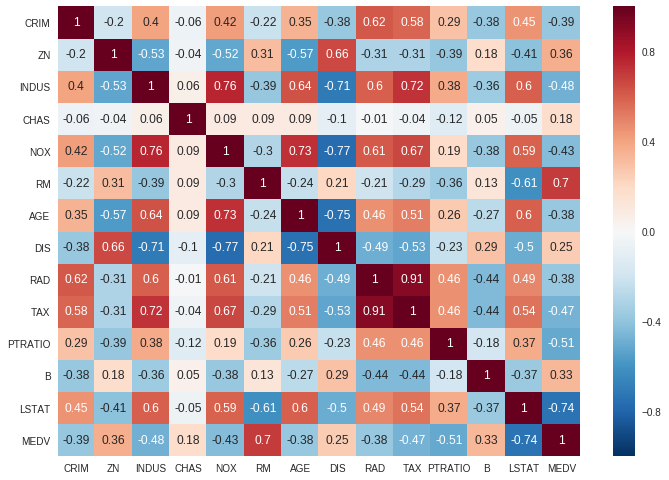 CRIM 1 -0.2 0.4 -0.06 0.42 -0.22 0.35 -0.38 0.62 0.58 0.29 -0.38 0.45 -0.39
ZN -0.2 1 -0.53 -0.04 -0.52 0.31 -0.57 0.66 -0.31 -0.31 -0.39 0.18 -0.41 0.36
INDUS 0.4 -0.53 1 0.06 0.76 -0.39 0.64 -0.71 0.6 0.72 0.38 -0.36 0.6 -0.48
CHAS -0.06 -0.04 0.06 1 0.09 0.09 0.09 -0.1 -0.01 -0.04 -0.12 0.05 -0.05 0.18
NOX 0.42 -0.52 0.76 0.09 1 -0.3 0.73 -0.77 0.61 0.67 0.19 -0.38 0.59 -0.43
RM -0.22 0.31 -0.39 0.09 -0.3 1 -0.24 0.21 -0.21 -0.29 -0.36 0.13 -0.61 0.7
AGE 0.35 -0.57 0.64 0.09 0.73 -0.24 1 -0.75 0.46 0.51 0.26 -0.27 0.6 -0.38
DIS -0.38 0.66 -0.71 -0.1 -0.77 0.21 -0.75 1 -0.49 -0.53 -0.23 0.29 -0.5 0.25
RAD 0.62 -0.31 0.6 -0.01 0.61 -0.21 0.46 -0.49 1 0.91 0.46 -0.44 0.49 -0.38
TAX 0.58 -0.31 0.72 -0.04 0.67 -0.29 0.51 -0.53 0.91 1 0.46 -0.44 0.54 -0.47
PTRATIO 0.29 -0.39 0.38 -0.12 0.19 -0.36 0.26 -0.23 0.46 0.46 1 -0.18 0.37 -0.51
B -0.38 0.18 -0.36 0.05 -0.38 0.13 -0.27 0.29 -0.44 -0.44 -0.18 1 -0.37 0.33
LSTAT 0.45 -0.41 0.6 -0.05 0.59 -0.61 0.6 -0.5 0.49 0.54 0.37 -0.37 1 -0.74
MEDV -0.39 0.36 -0.48 0.18 -0.43 0.7 -0.38 0.25 -0.38 -0.47 -0.51 0.33 -0.74 1
CRIM ZN INDUS CHAS NOX RM AGE DIS RAD TAX PTRATIO B LSTAT MEDV
0.8
0.4
0.0
-0.4
-0.8